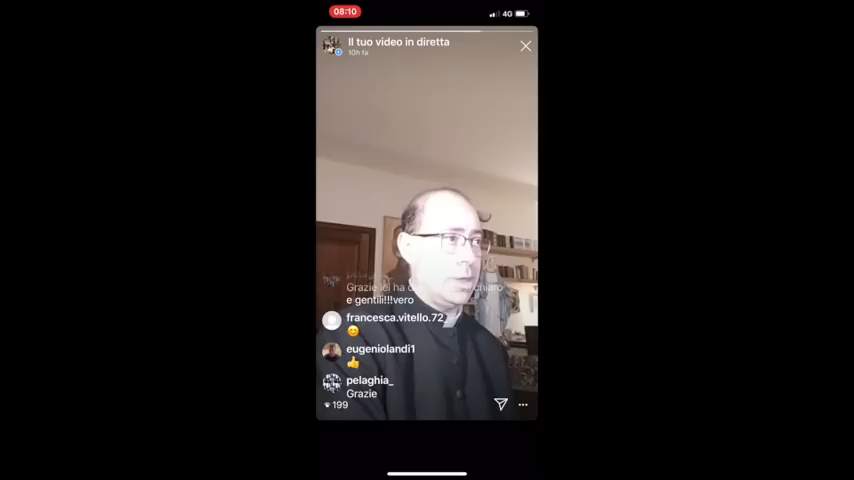 08:10
4G
Il tuo video in diretta
10h fa
Grazie lei ha chiaro
e gentili!!!vero
francesca.vitello.72
😊
eugeniolandi1
👍
pelaghia_
Grazie
199